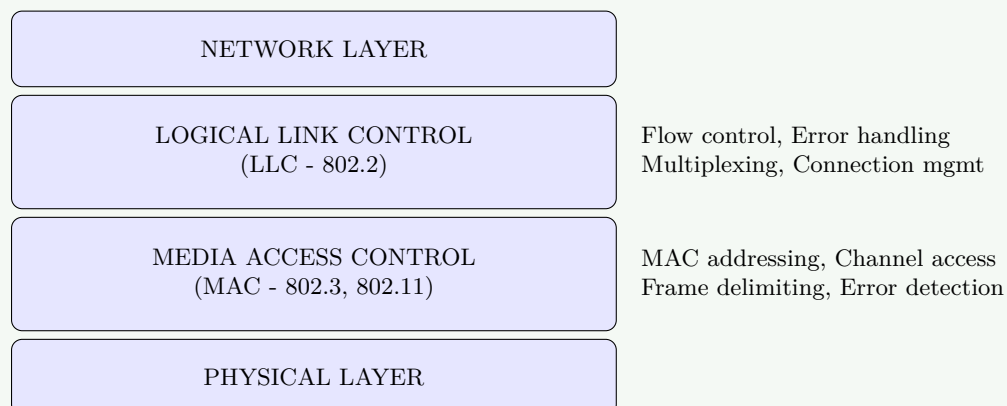 NETWORK LAYER
LOGICAL LINK CONTROL
(LLC - 802.2)
Flow control, Error handling
Multiplexing, Connection mgmt
MEDIA ACCESS CONTROL
(MAC - 802.3, 802.11)
MAC addressing, Channel access
Frame delimiting, Error detection
PHYSICAL LAYER